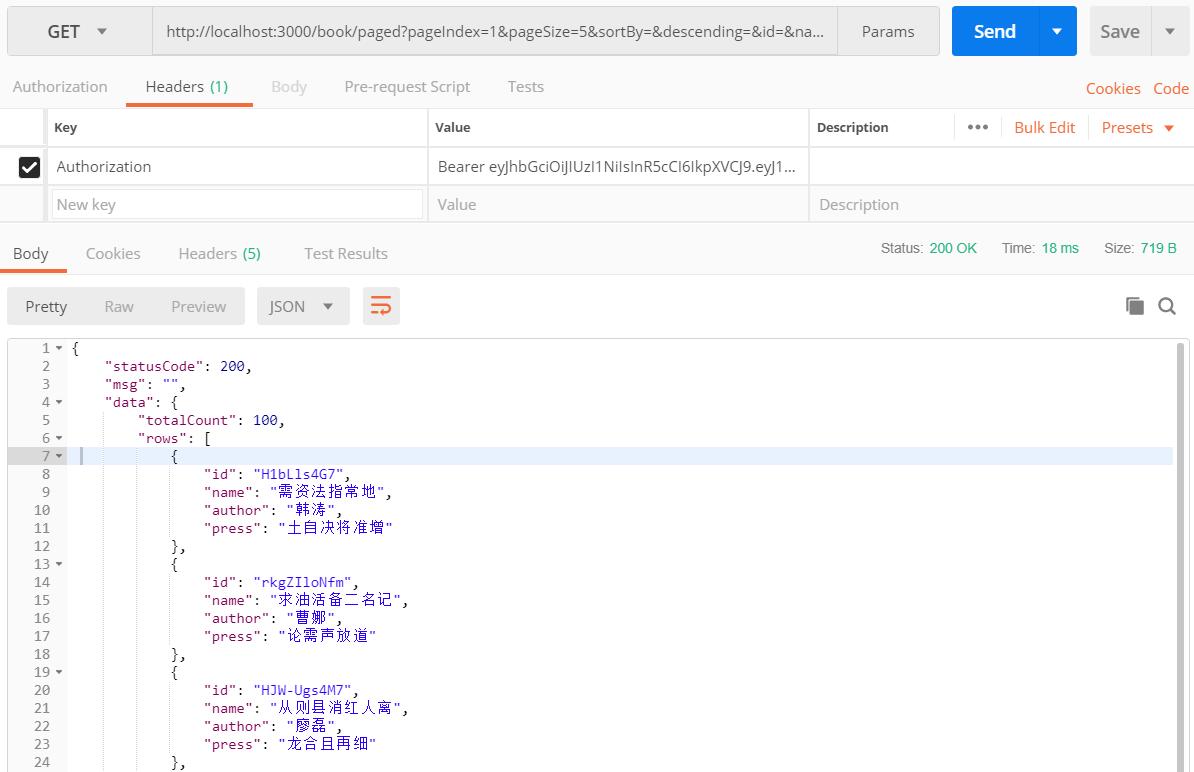 GET http://localhost:3000/book/paged?pageIndex=1&pageSize=5&sortBy=&descending=&id=&na... Params Send Save
Authorization Headers (1) Body Pre-request Script Tests Cookies Code
Key Value Description ••• Bulk Edit Presets
Authorization Bearer eyJhbGciOiJIUzI1NiIsInR5cCI6IkpXVCJ9.eyJ1...
New key Value Description
Body Cookies Headers (5) Test Results Status: 200 OK Time: 18 ms Size: 719 B
Pretty Raw Preview JSON
1 {
2 "statusCode": 200,
3 "msg": "",
4 "data": {
5 "totalCount": 100,
6 "rows": [
7 {
8 "id": "H1bLls4G7",
9 "name": "需资法指常地",
10 "author": "韩涛",
11 "press": "土自决将准增"
12 },
13 {
14 "id": "rkgZIloNfm",
15 "name": "求油活备二名记",
16 "author": "曹娜",
17 "press": "论需声放道"
18 },
19 {
20 "id": "HJW-Ugs4M7",
21 "name": "从则县消红人离",
22 "author": "廖磊",
23 "press": "龙合且再细"
24 },